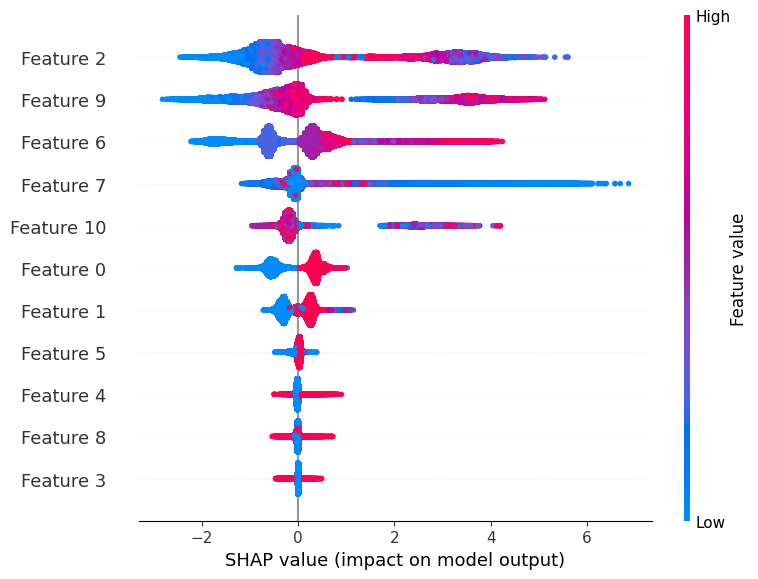 High
Feature 2
Feature 9
Feature 6
Feature 7
Feature 10
Feature 0
Feature 1
Feature 5
Feature 4
Feature 8
Feature 3
Feature value
Low
−2 0 2 4 6
SHAP value (impact on model output)